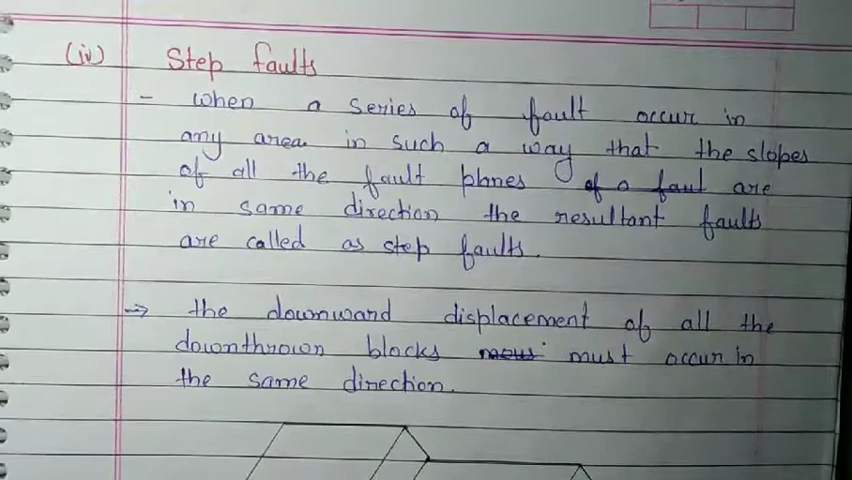 (iv) Step faults
- when a series of fault occur in
any area in such a way that the slopes
of all the fault planes of a faut are
in same direction the resultant faults
are called as step faults.
→ the downward displacement of all the
downthrown blocks must occur in
the same direction.